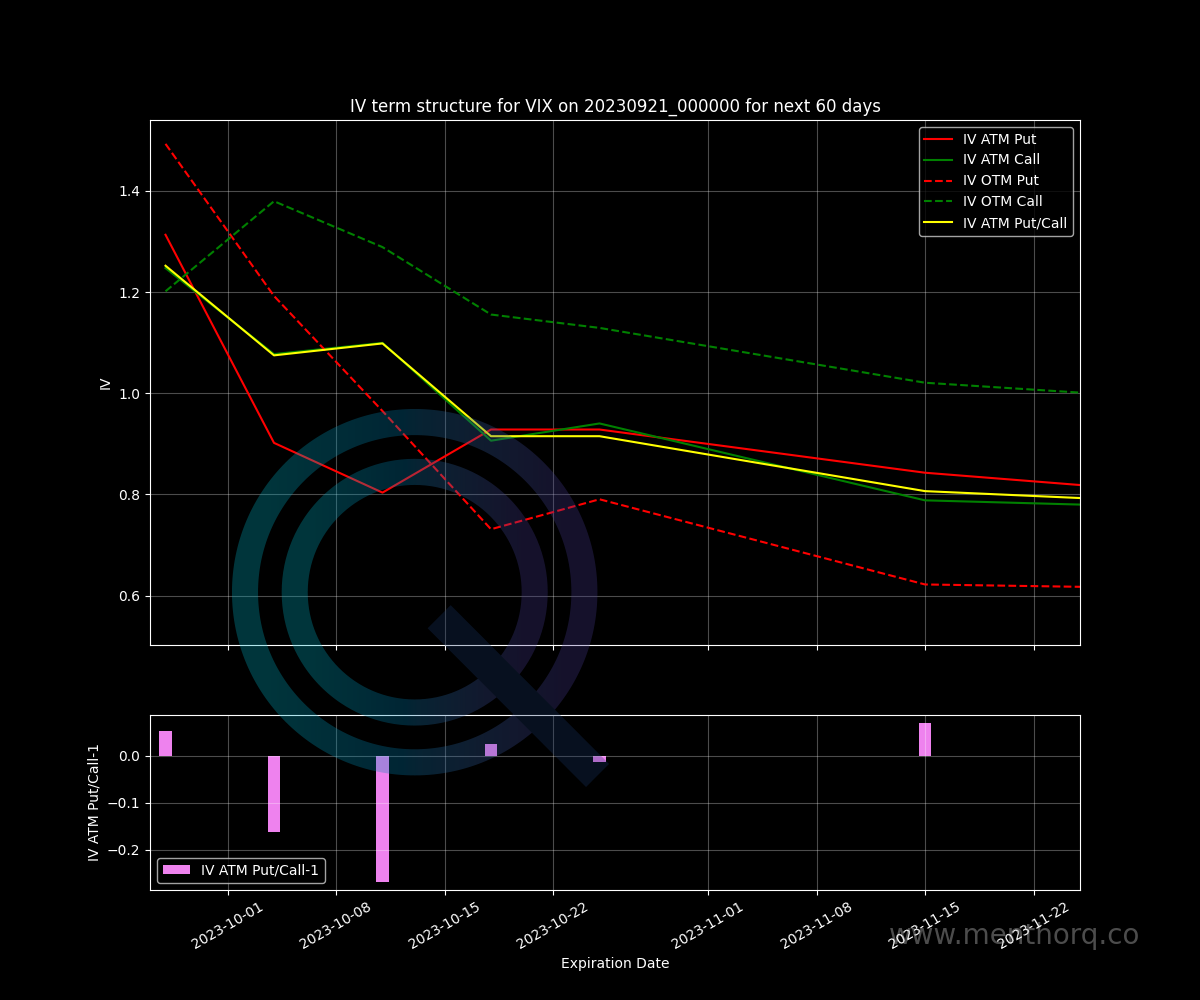 IV term structure for VIX on 20230921_000000 for next 60 days
IV ATM Put
IV ATM Call
IV OTM Put
IV OTM Call
IV ATM Put/Call
1.4
1.2
1.0
0.8
0.6
IV
0.0
−0.1
−0.2
IV ATM Put/Call-1
IV ATM Put/Call-1
2023-10-01
2023-10-08
2023-10-15
2023-10-22
2023-11-01
2023-11-08
2023-11-15
2023-11-22
www.menthorq.co
Expiration Date